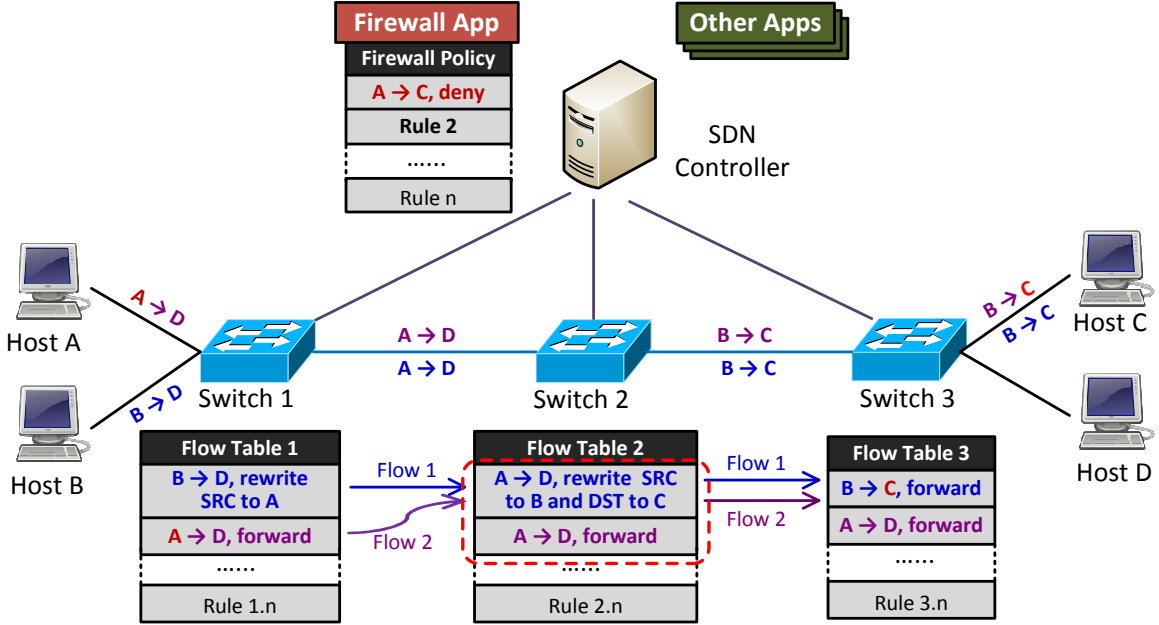 Firewall App
Other Apps
Firewall Policy
A → C, deny
Rule 2
......
Rule n
SDN
Controller
A → D
B → C
B → C
Host A
Host C
A → D
B → C
A → D
B → C
B → D
Switch 1
Switch 2
Switch 3
Host B
Host D
Flow Table 1
B → D, rewrite
SRC to A
A → D, forward
......
Rule 1.n
Flow 1
Flow 2
Flow Table 2
A → D, rewrite SRC
to B and DST to C
A → D, forward
......
Rule 2.n
Flow 1
Flow 2
Flow Table 3
B → C, forward
A → D, forward
......
Rule 3.n